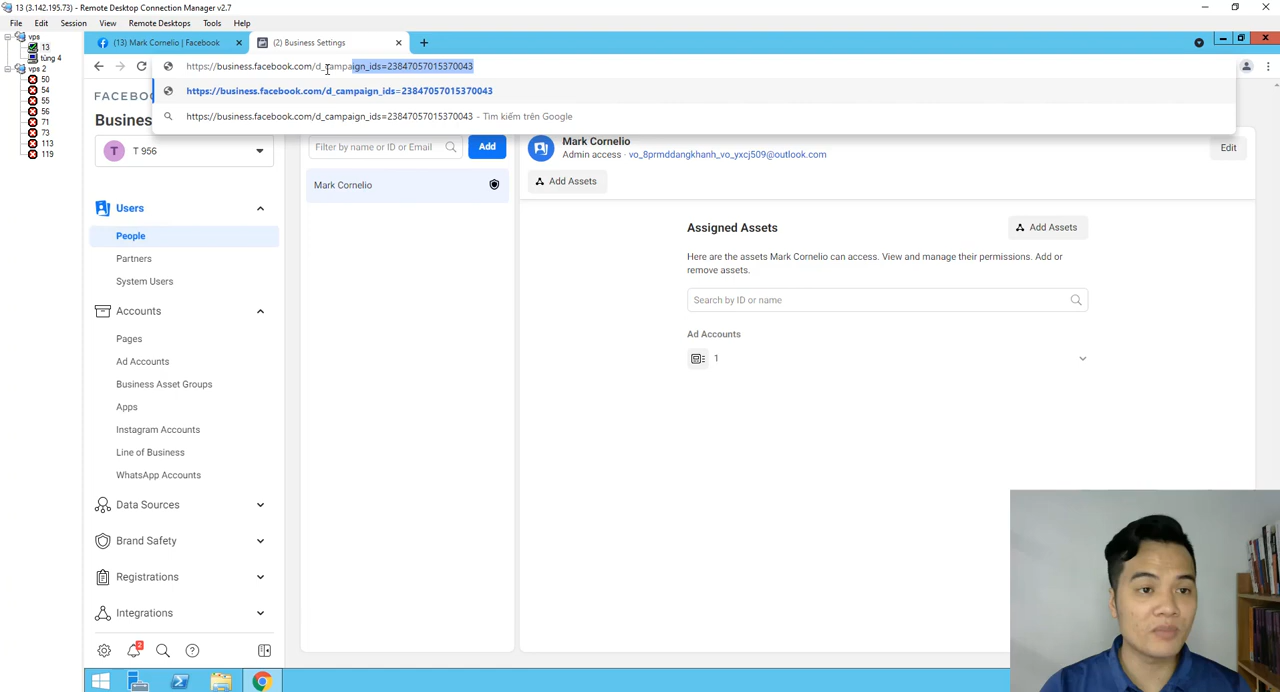 13 (3.142.195.73) - Remote Desktop Connection Manager v2.7
File Edit Session View Remote Desktops Tools Help
vps
13
tùng 4
vps 2
50
54
55
56
71
73
113
119
(13) Mark Cornelio | Facebook
(2) Business Settings
https://business.facebook.com/d_campaign_ids=23847057015370043
https://business.facebook.com/d_campaign_ids=23847057015370043
https://business.facebook.com/d_campaign_ids=23847057015370043 - Tìm kiếm trên Google
FACEBO
Busines
T T 956
Users
People
Partners
System Users
Accounts
Pages
Ad Accounts
Business Asset Groups
Apps
Instagram Accounts
Line of Business
WhatsApp Accounts
Data Sources
Brand Safety
Registrations
Integrations
2
Filter by name or ID or Email
Add
Mark Cornelio
Mark Cornelio
Admin access · vo_8prmddangkhanh_vo_yxcj509@outlook.com
Edit
Add Assets
Assigned Assets
Add Assets
Here are the assets Mark Cornelio can access. View and manage their permissions. Add or
remove assets.
Search by ID or name
Ad Accounts
1